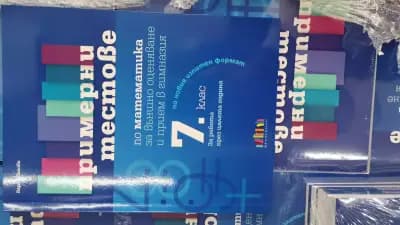 примерни
тестове
по математика
за външно оценяване
и прием в гимназия
по новия изпитен формат
7. клас
За работа
през цялата година
примерни
тестове